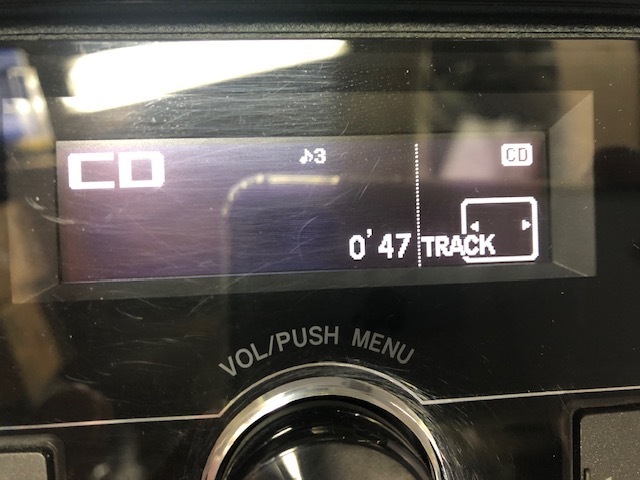 CD
♪3
CD
0'47 TRACK
VOL/PUSH MENU